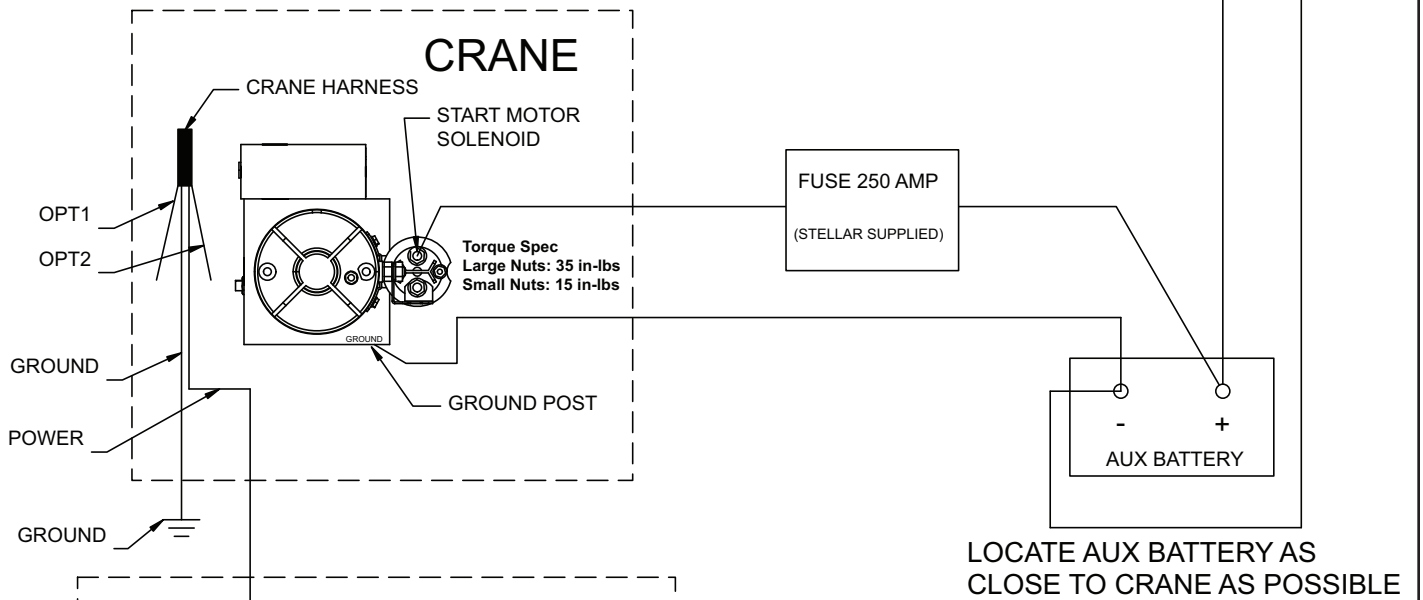 CRANE
CRANE HARNESS
START MOTOR
SOLENOID
FUSE 250 AMP
(STELLAR SUPPLIED)
OPT1
OPT2
Torque Spec
Large Nuts: 35 in-lbs
Small Nuts: 15 in-lbs
GROUND
GROUND
GROUND POST
POWER
- +
AUX BATTERY
GROUND
LOCATE AUX BATTERY AS
CLOSE TO CRANE AS POSSIBLE